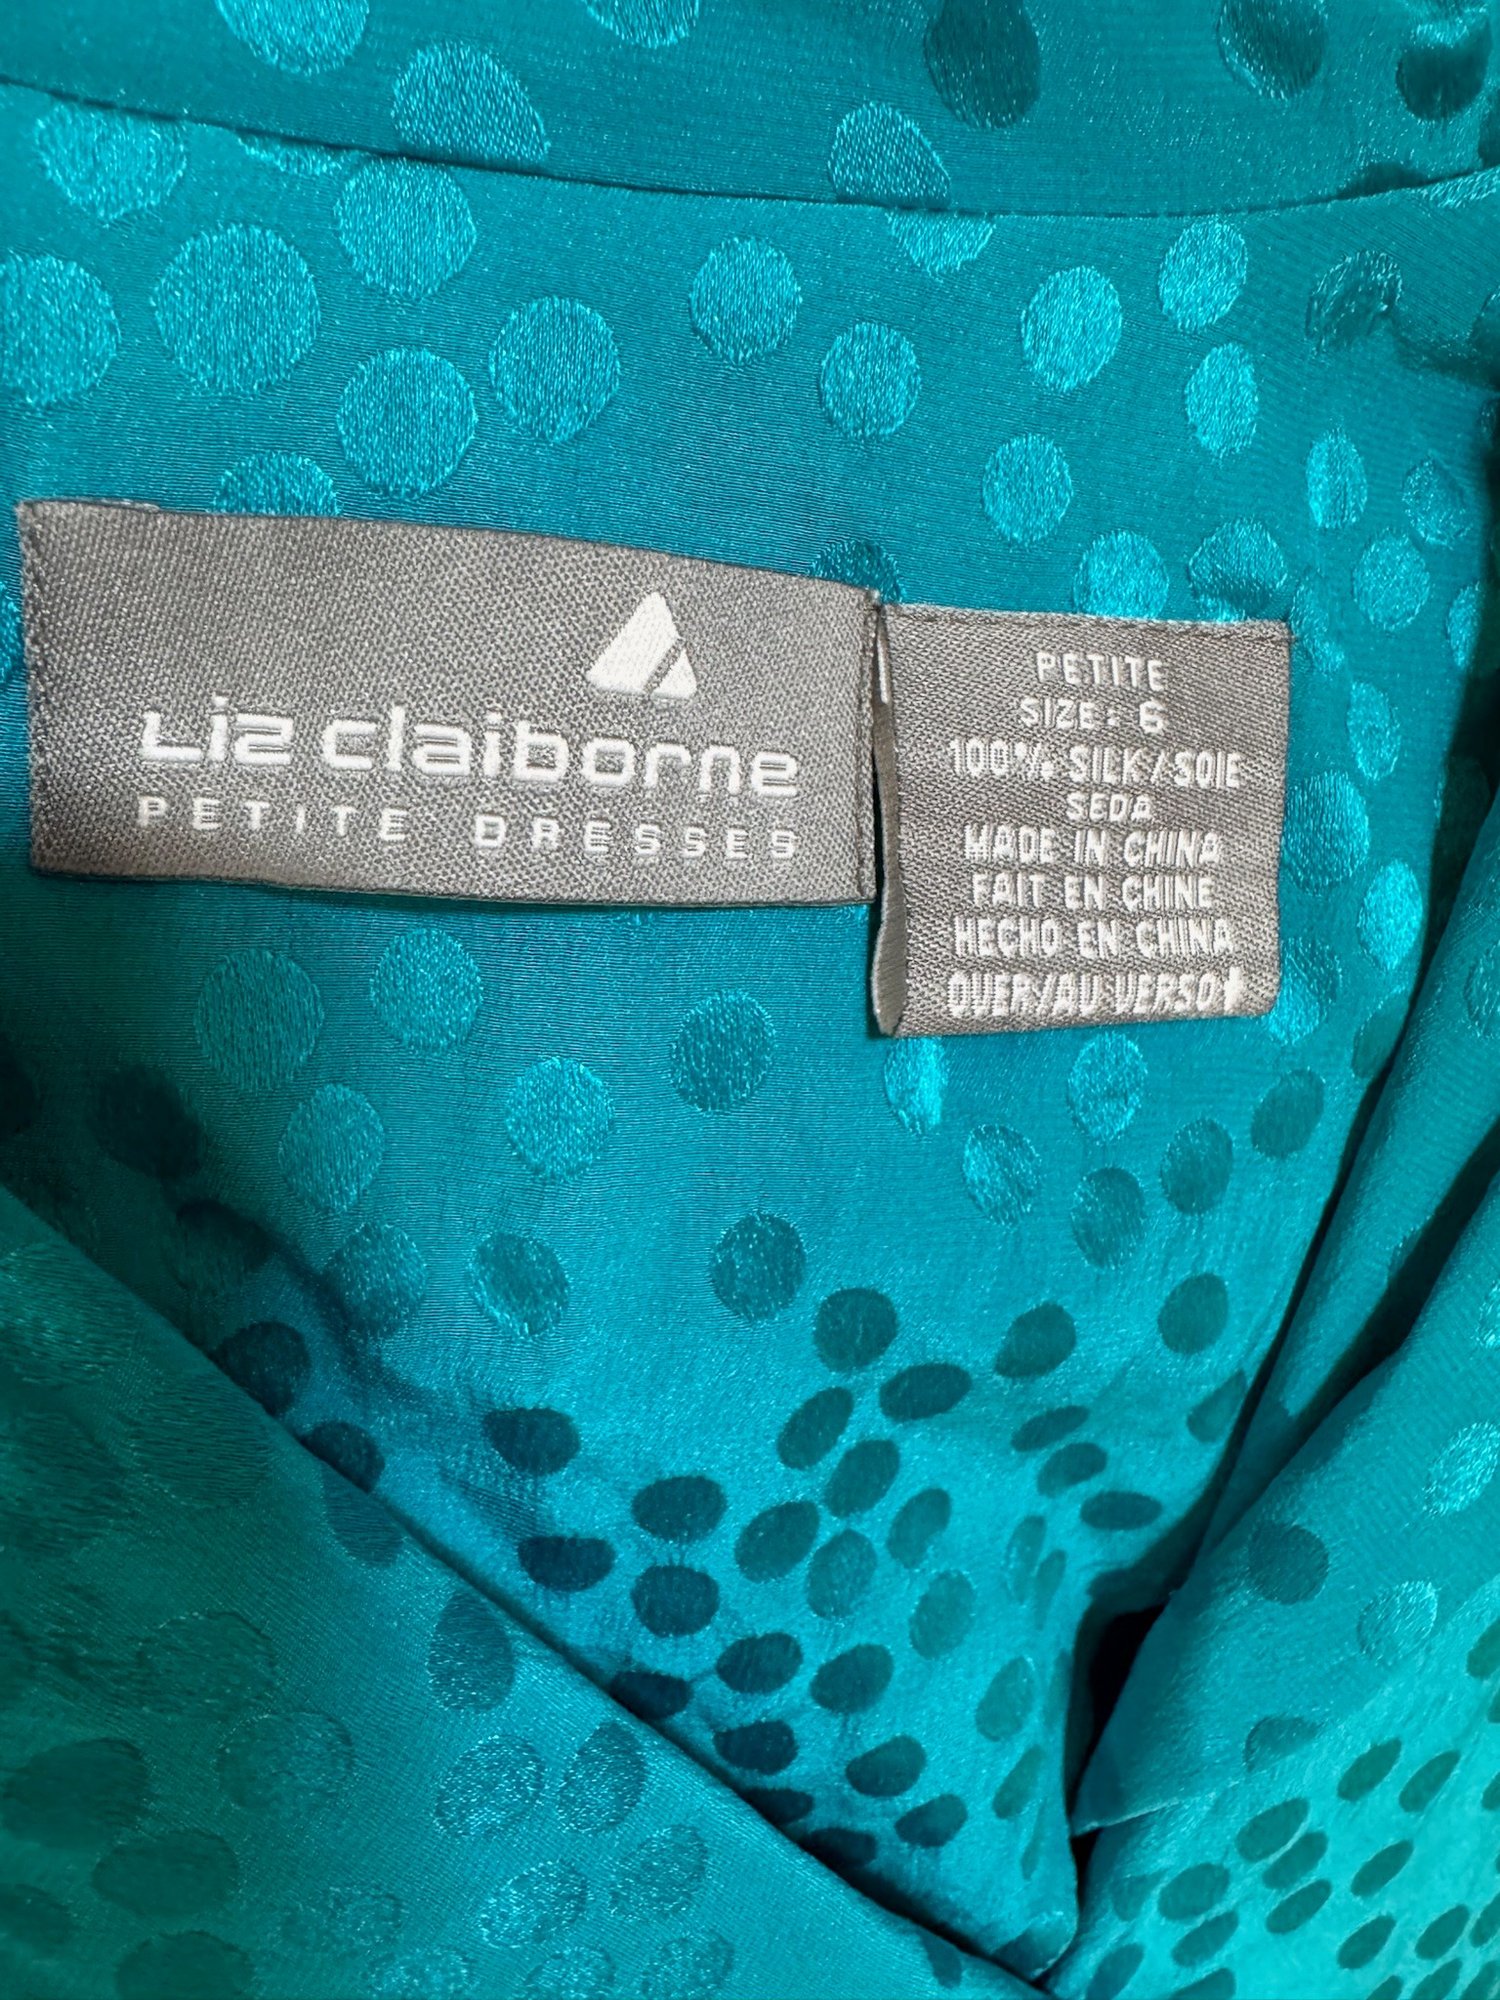 Liz claiborne
PETITE DRESSES
PETITE
SIZE: 6
100% SILK/SOIE
SEDA
MADE IN CHINA
FAIT EN CHINE
HECHO EN CHINA
OVER/AU VERSO